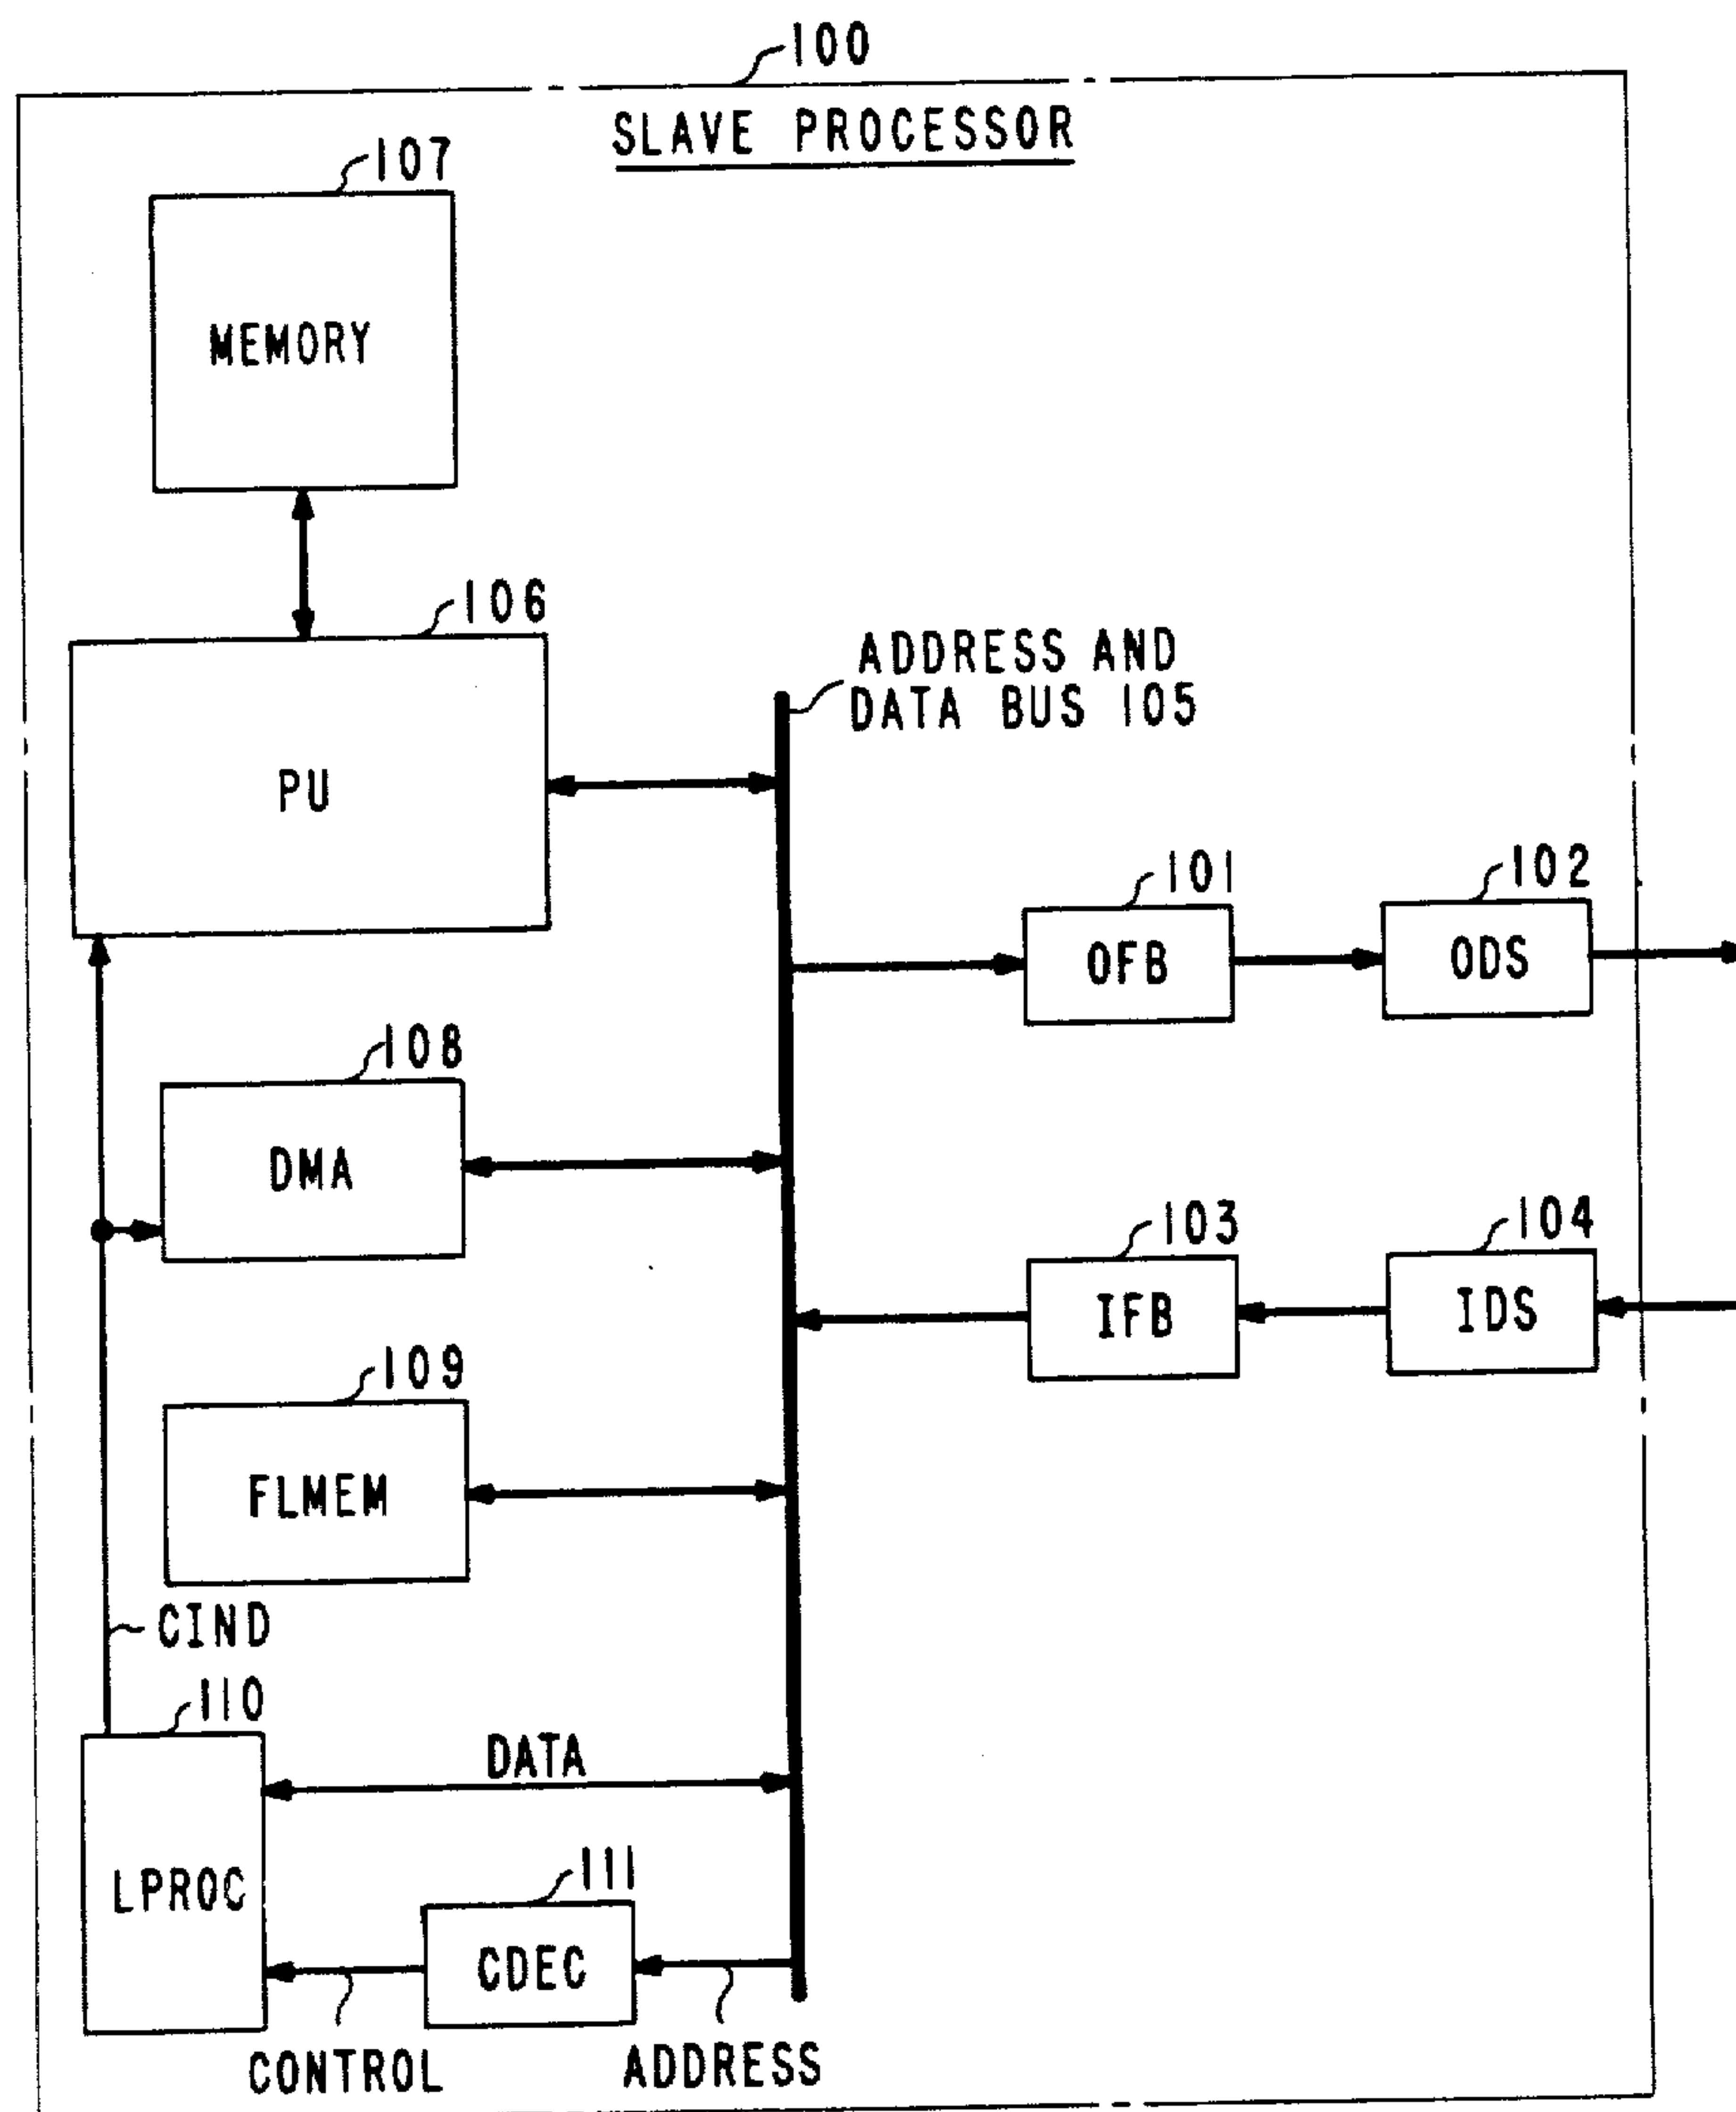 100
SLAVE PROCESSOR
107
MEMORY
106
PU
ADDRESS AND
DATA BUS 105
101
OFB
102
ODS
108
DMA
103
IFB
104
IDS
109
FLMEM
CIND
110
LPROC
DATA
111
CDEC
CONTROL
ADDRESS